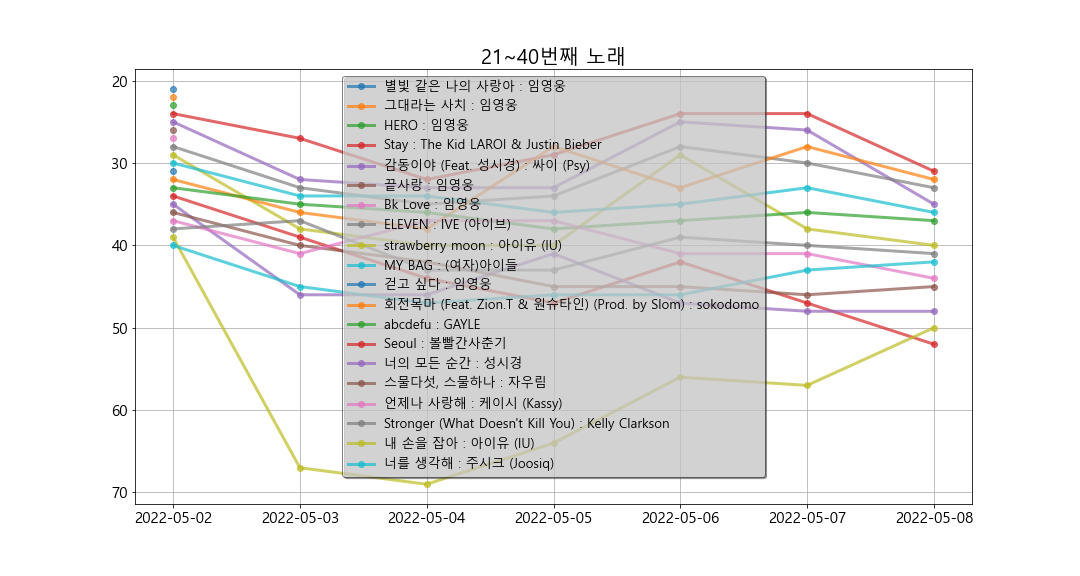 21~40번째 노래
20
30
40
50
60
70
별빛 같은 나의 사랑아 : 임영웅
그대라는 사치 : 임영웅
HERO : 임영웅
Stay : The Kid LAROI & Justin Bieber
감동이야 (Feat. 성시경) : 싸이 (Psy)
끝사랑 : 임영웅
Bk Love : 임영웅
ELEVEN : IVE (아이브)
strawberry moon : 아이유 (IU)
MY BAG : (여자)아이들
걷고 싶다 : 임영웅
회전목마 (Feat. Zion.T & 원슈타인) (Prod. by Slom) : sokodomo
abcdefu : GAYLE
Seoul : 볼빨간사춘기
너의 모든 순간 : 성시경
스물다섯, 스물하나 : 자우림
언제나 사랑해 : 케이시 (Kassy)
Stronger (What Doesn't Kill You) : Kelly Clarkson
내 손을 잡아 : 아이유 (IU)
너를 생각해 : 주시크 (Joosiq)
2022-05-02 2022-05-03 2022-05-04 2022-05-05 2022-05-06 2022-05-07 2022-05-08